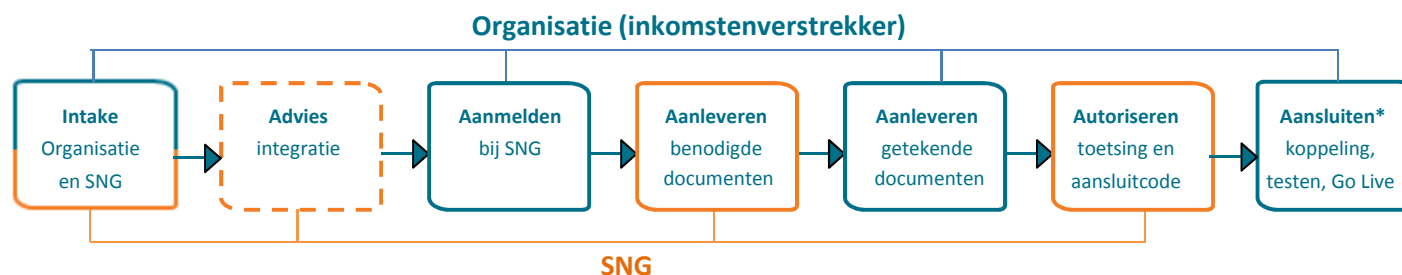 Organisatie (inkomstenverstrekker)
Intake
Organisatie
en SNG
Advies
integratie
Aanmelden
bij SNG
Aanleveren
benodigde
documenten
Aanleveren
getekende
documenten
Autoriseren
toetsing en
aansluitcode
Aansluiten*
koppeling,
testen, Go Live
SNG